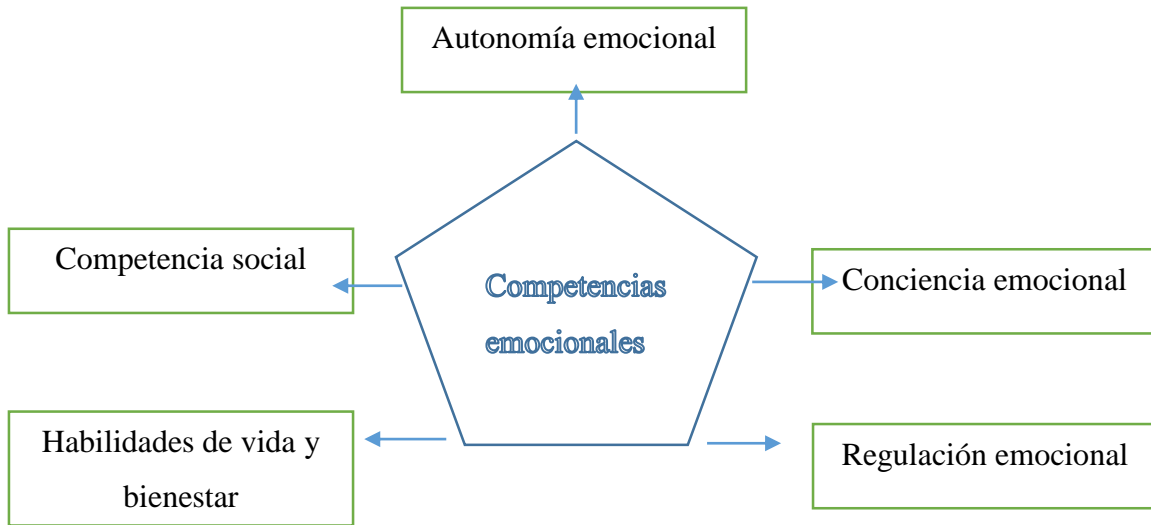 Autonomía emocional
Competencia social
Competencias
emocionales
Conciencia emocional
Habilidades de vida y
bienestar
Regulación emocional